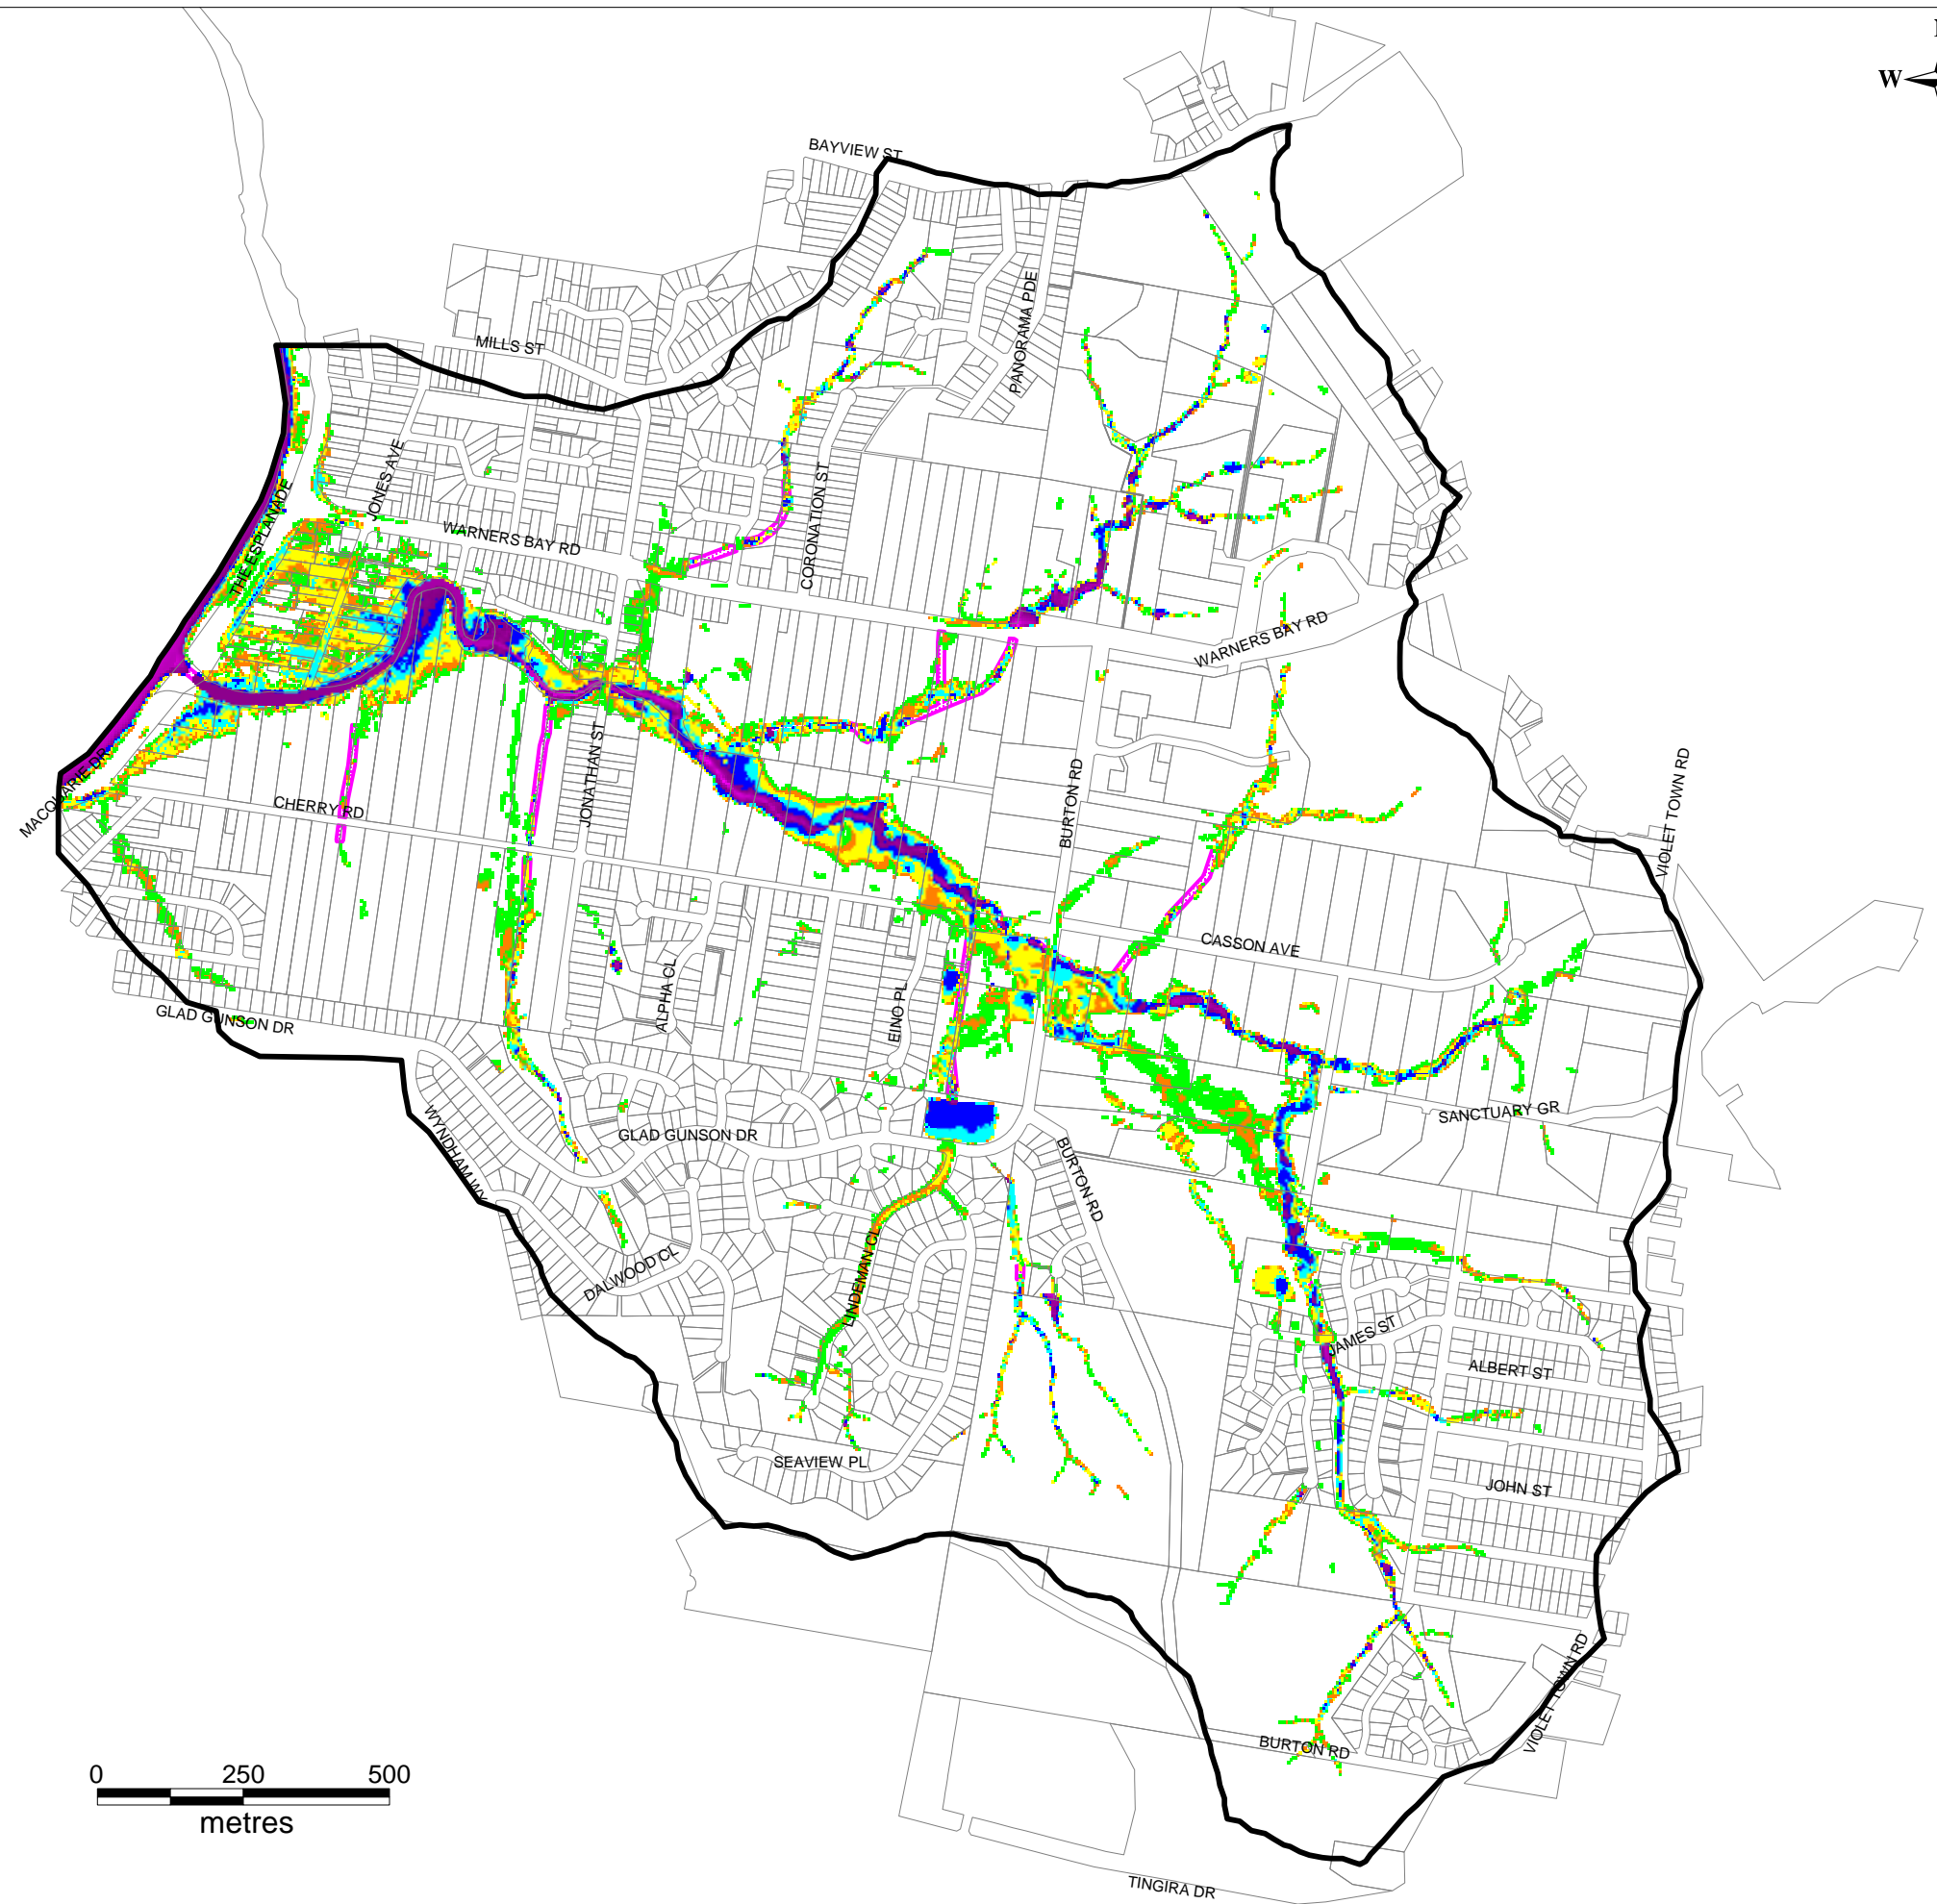 W
BAYVIEW ST
MILLS ST
PANORAMA PDE
JONES AVE
THE ESPLANADE
WARNERS BAY RD
CORONATION ST
WARNERS BAY RD
MACQUARIE DR
CHERRY RD
JONATHAN ST
BURTON RD
VIOLET TOWN RD
CASSON AVE
ALPHA CL
EINO PL
GLAD GUNSON DR
SANCTUARY GR
WYNDHAM WY
GLAD GUNSON DR
BURTON RD
DALWOOD CL
LINDEMAN CL
JAMES ST
ALBERT ST
SEAVIEW PL
JOHN ST
VIOLET TOWN RD
BURTON RD
0 250 500
metres
TINGIRA DR